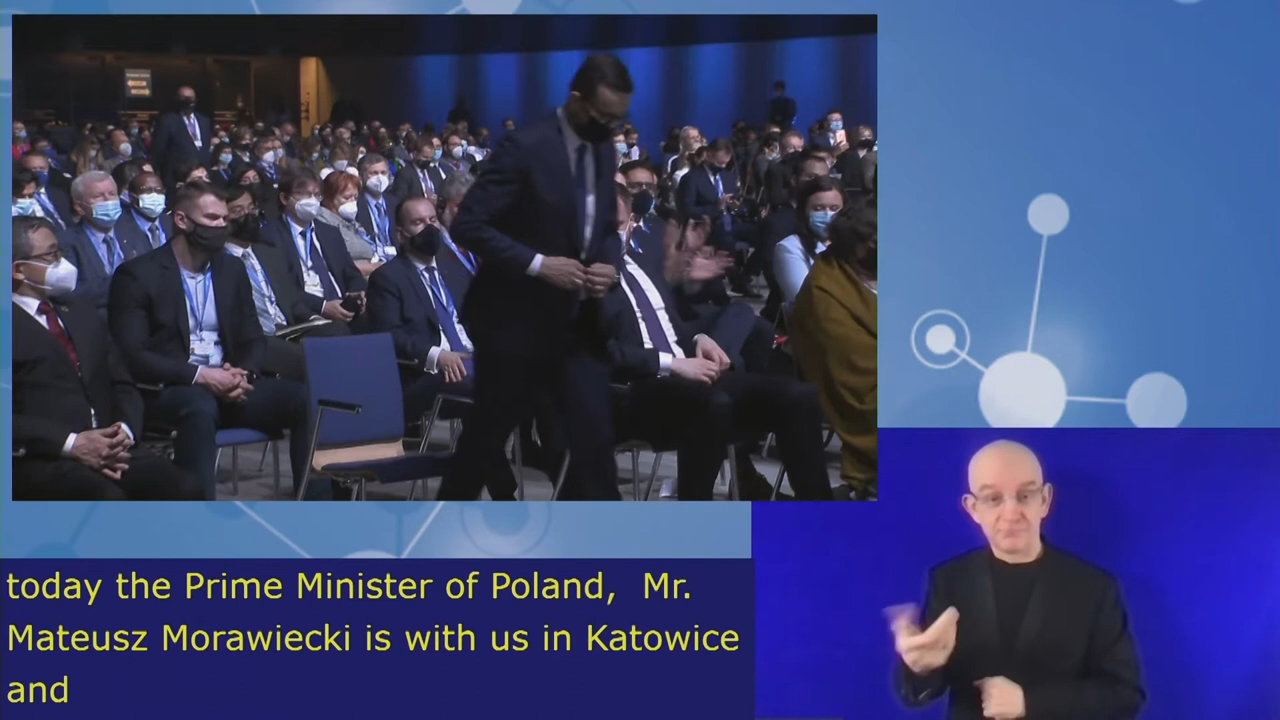 today the Prime Minister of Poland,  Mr.
Mateusz Morawiecki is with us in Katowice
and